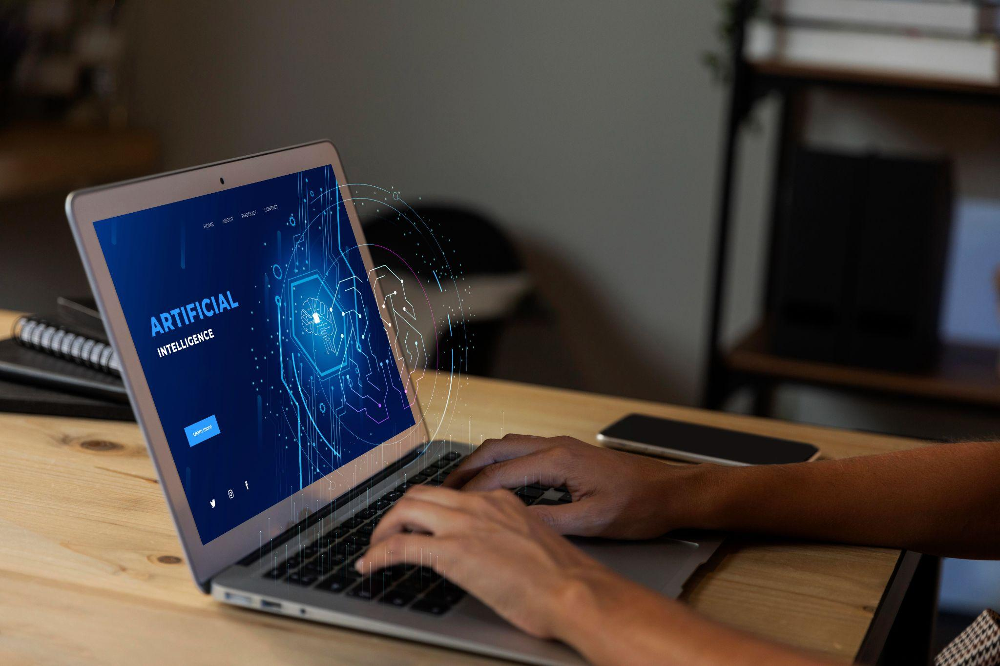 HOME ABOUT PRODUCT CONTACT
ARTIFICIAL
INTELLIGENCE
Learn more